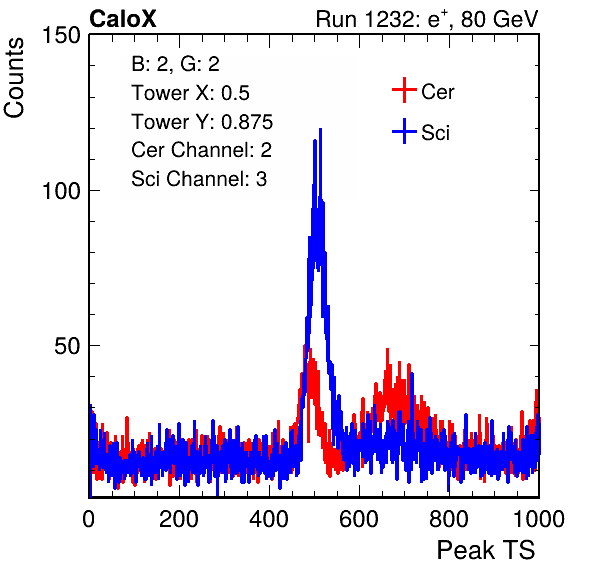 CaloX
Run 1232: e+, 80 GeV
Counts
150
100
50
B: 2, G: 2
Tower X: 0.5
Tower Y: 0.875
Cer Channel: 2
Sci Channel: 3
Cer
Sci
0
200
400
600
800
1000
Peak TS